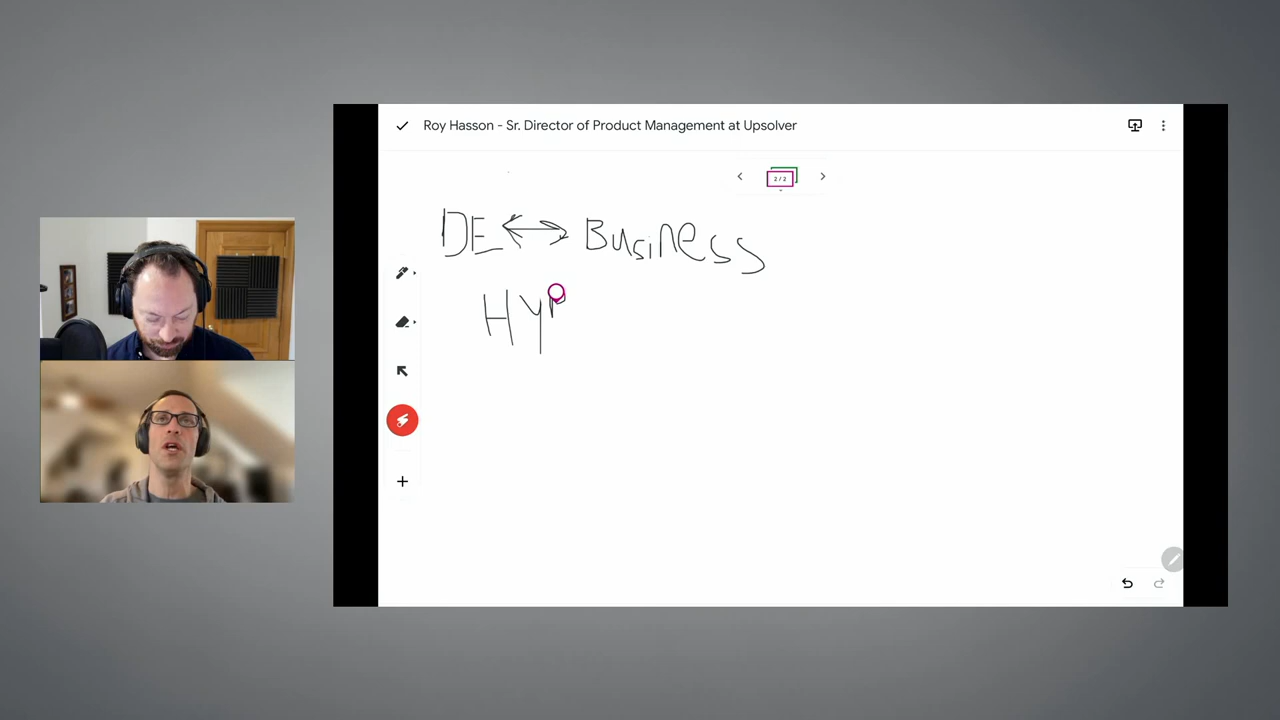 Roy Hasson - Sr. Director of Product Management at Upsolver
2/2
DE ↔ Business
HYP